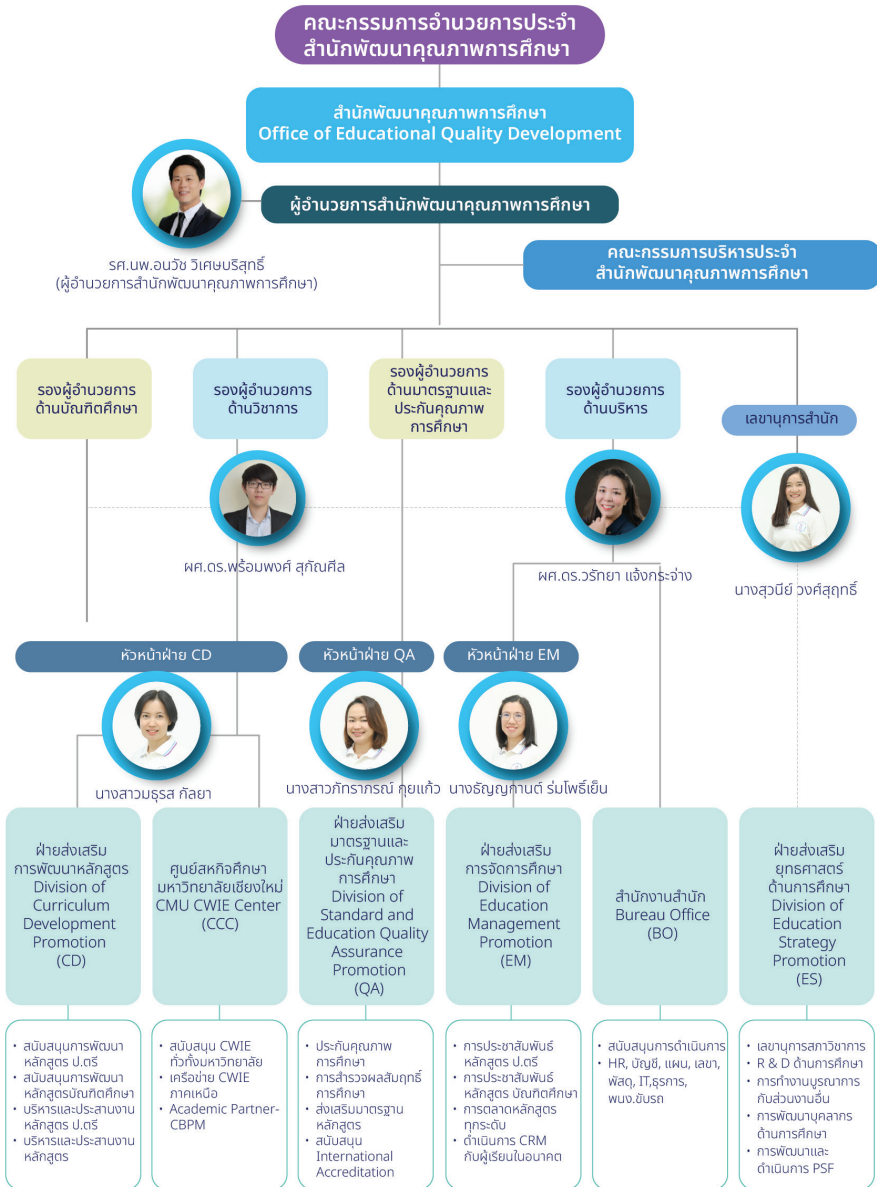 คณะกรรมการอำนวยการประจำ
สำนักพัฒนาคุณภาพการศึกษา
สำนักพัฒนาคุณภาพการศึกษา
Office of Educational Quality Development
ผู้อำนวยการสำนักพัฒนาคุณภาพการศึกษา
รศ.นพ.อนวัช วิเศษบริสุทธิ์
(ผู้อำนวยการสำนักพัฒนาคุณภาพการศึกษา)
คณะกรรมการบริหารประจำ
สำนักพัฒนาคุณภาพการศึกษา
รองผู้อำนวยการ
ด้านบัณฑิตศึกษา
รองผู้อำนวยการ
ด้านวิชาการ
รองผู้อำนวยการ
ด้านมาตรฐานและ
ประกันคุณภาพ
การศึกษา
รองผู้อำนวยการ
ด้านบริหาร
เลขานุการสำนัก
ผศ.ดร.พร้อมพงศ์ สุกัณศีล
ผศ.ดร.วรัทยา แจ้งกระจ่าง
นางสุวนีย์ วงศ์สุฤทธิ์
หัวหน้าฝ่าย CD
หัวหน้าฝ่าย QA
หัวหน้าฝ่าย EM
นางสาวมธุรส กัลยา
นางสาวภัทราภรณ์ กุยแก้ว
นางธัญญกานต์ ร่มโพธิ์เย็น
ฝ่ายส่งเสริม
การพัฒนาหลักสูตร
Division of
Curriculum
Development
Promotion
(CD)
ศูนย์สหกิจศึกษา
มหาวิทยาลัยเชียงใหม่
CMU CWIE Center
(CCC)
ฝ่ายส่งเสริม
มาตรฐานและ
ประกันคุณภาพ
การศึกษา
Division of
Standard and
Education Quality
Assurance
Promotion
(QA)
ฝ่ายส่งเสริม
การจัดการศึกษา
Division of
Education
Management
Promotion
(EM)
สำนักงานสำนัก
Bureau Office
(BO)
ฝ่ายส่งเสริม
ยุทธศาสตร์
ด้านการศึกษา
Division of
Education
Strategy
Promotion
(ES)
• สนับสนุนการพัฒนา
หลักสูตร ป.ตรี
• สนับสนุนการพัฒนา
หลักสูตรบัณฑิตศึกษา
• บริหารและประสานงาน
หลักสูตร ป.ตรี
• บริหารและประสานงาน
หลักสูตร
• สนับสนุน CWIE
ทั่วทั้งมหาวิทยาลัย
• เครือข่าย CWIE
ภาคเหนือ
• Academic Partner-
CBPM
• ประกันคุณภาพ
การศึกษา
• การสำรวจผลสัมฤทธิ์
การศึกษา
• ส่งเสริมมาตรฐาน
หลักสูตร
• สนับสนุน
International
Accreditation
• การประชาสัมพันธ์
หลักสูตร ป.ตรี
• การประชาสัมพันธ์
หลักสูตร บัณฑิตศึกษา
• การตลาดหลักสูตร
ทุกระดับ
• ดำเนินการ CRM
กับผู้เรียนในอนาคต
• สนับสนุนการดำเนินการ
• HR, บัญชี, แผน, เลขา,
พัสดุ, IT,ธุรการ,
พนง.ขับรถ
• เลขานุการสภาวิชาการ
• R & D ด้านการศึกษา
• การทำงานบูรณาการ
กับส่วนงานอื่น
• การพัฒนาบุคลากร
ด้านการศึกษา
• การพัฒนาและ
ดำเนินการ PSF